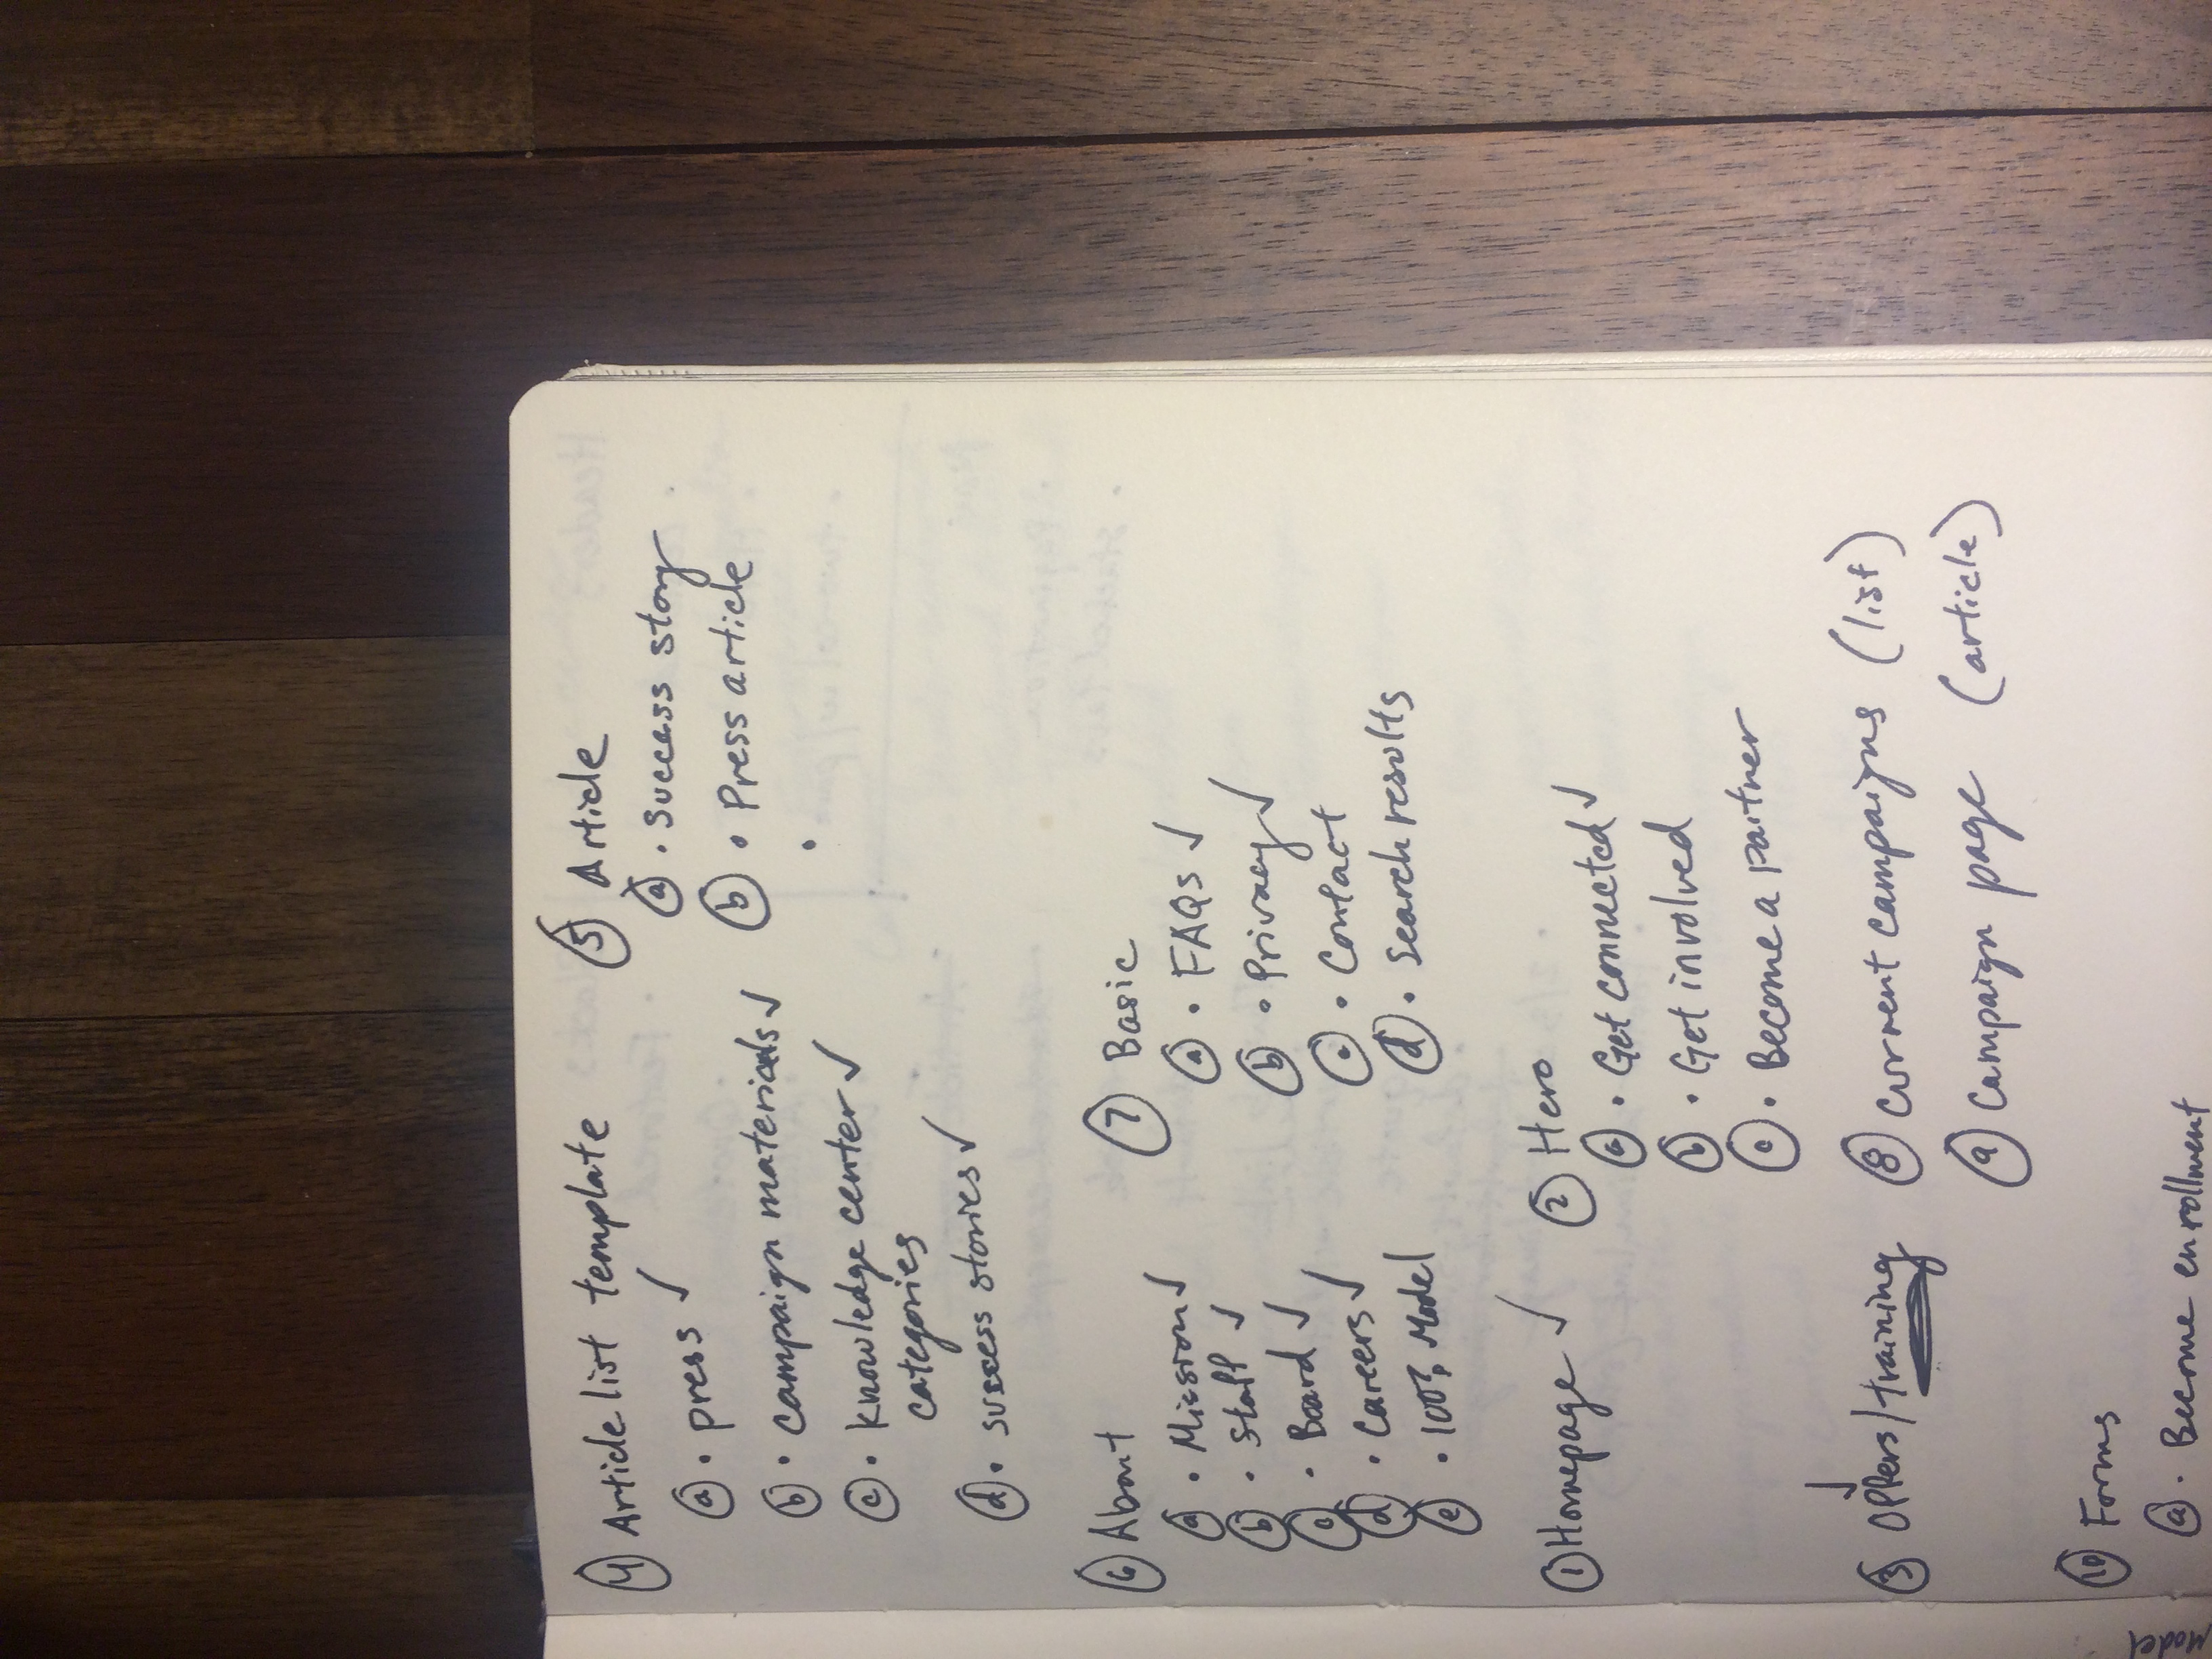 4 Article list template
a • press ✓
b • campaign materials ✓
c • knowledge center ✓
categories
d • success stories ✓
5 Article
a • success story
b • Press article
•
6 About
a • Mission ✓
b • Staff ✓
c • Board ✓
d • Careers ✓
e • 100% Model
7 Basic
a • FAQs ✓
b • Privacy ✓
c • Contact
d • Search results
1 Homepage ✓
2 Hero
a • Get connected ✓
b • Get involved
c • Become a partner
✓
3 Offers/training
8 current campaigns (list)
9 Campaign page (article)
10 Forms
a • Become enrollment
Model